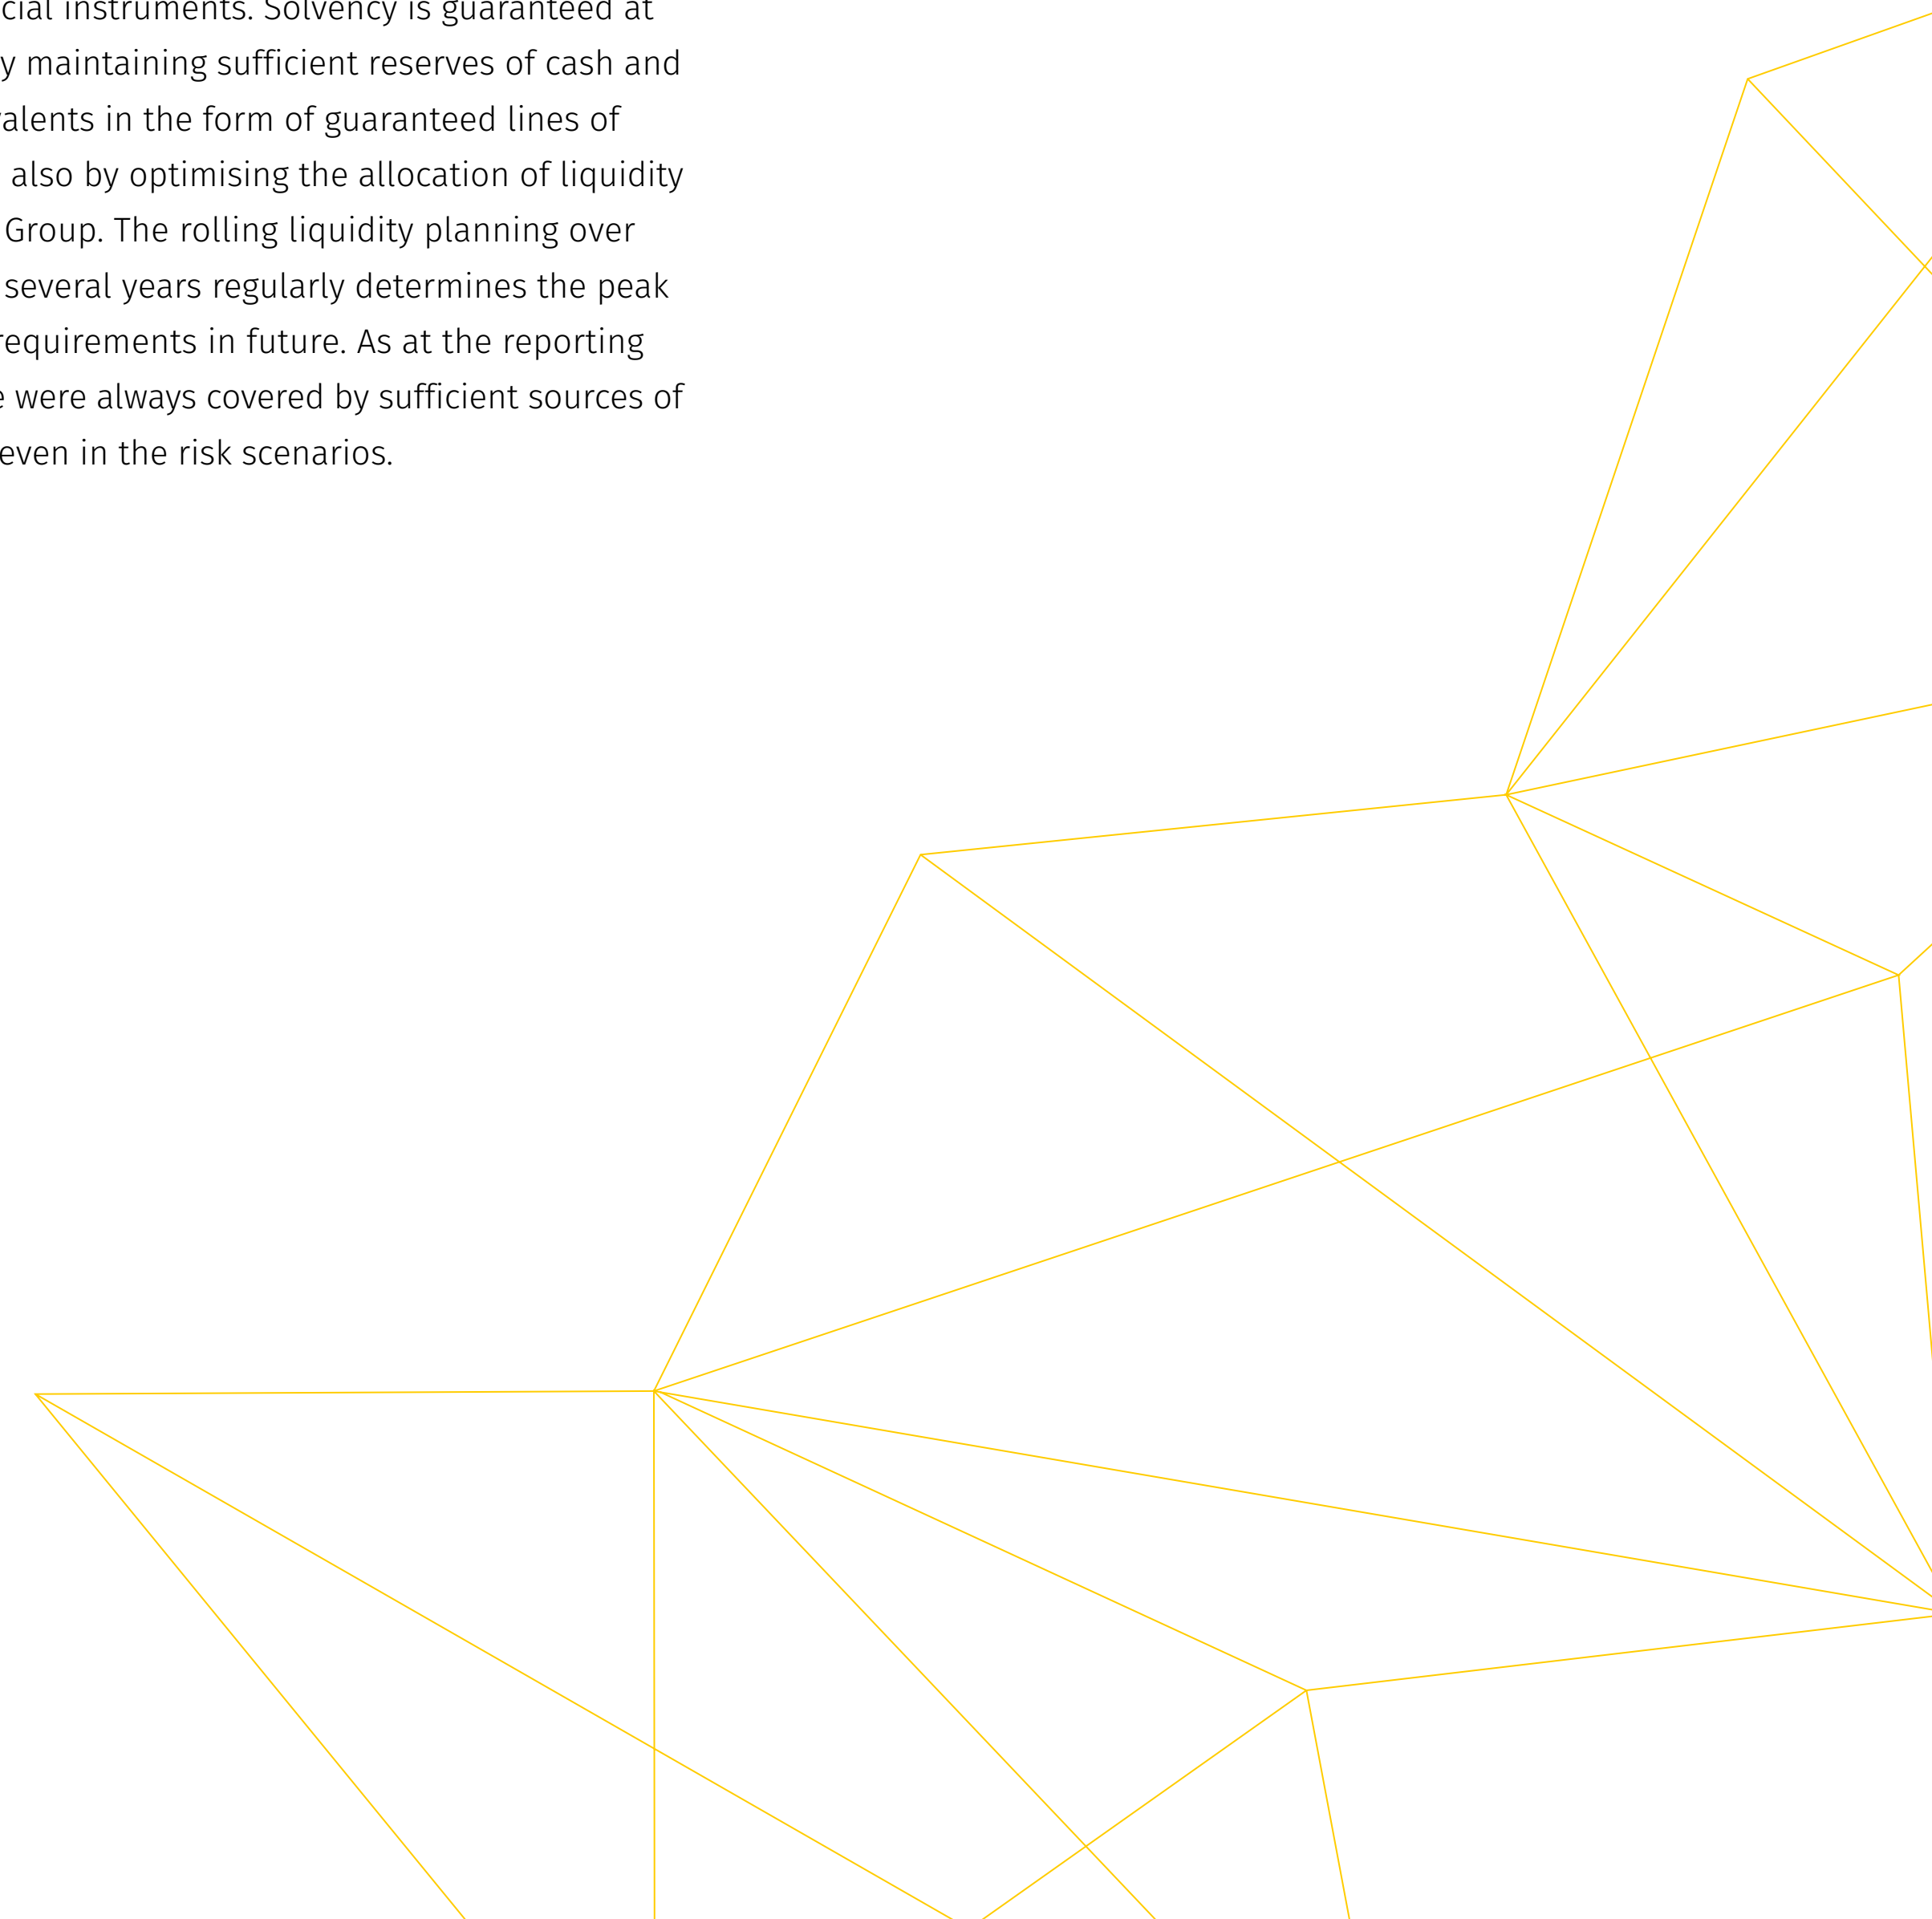 cial instruments. Solvency is guaranteed at
y maintaining sufficient reserves of cash and
alents in the form of guaranteed lines of
also by optimising the allocation of liquidity
Group. The rolling liquidity planning over
several years regularly determines the peak
requirements in future. As at the reporting
e were always covered by sufficient sources of
even in the risk scenarios.